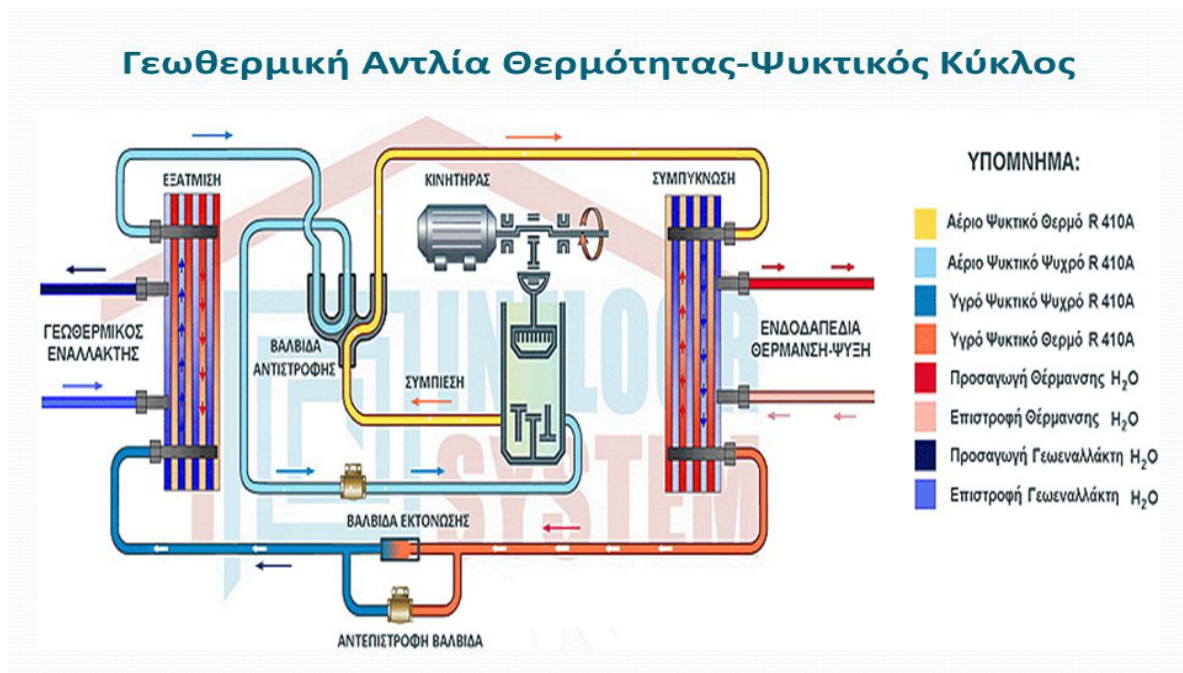 Γεωθερμική Αντλία Θερμότητας-Ψυκτικός Κύκλος
ΕΞΑΤΜΙΣΗ
ΚΙΝΗΤΗΡΑΣ
ΣΥΜΠΥΚΝΩΣΗ
ΓΕΩΘΕΡΜΙΚΟΣ
ΕΝΑΛΛΑΚΤΗΣ
ΒΑΛΒΙΔΑ
ΑΝΤΙΣΤΡΟΦΗΣ
ΣΥΜΠΙΕΣΗ
ΕΝΔΟΔΑΠΕΔΙΑ
ΘΕΡΜΑΝΣΗ-ΨΥΞΗ
ΒΑΛΒΙΔΑ ΕΚΤΟΝΩΣΗΣ
ΑΝΤΕΠΙΣΤΡΟΦΗ ΒΑΛΒΙΔΑ
ΥΠΟΜΝΗΜΑ:
Αέριο Ψυκτικό Θερμό R 410A
Αέριο Ψυκτικό Ψυχρό R 410A
Υγρό Ψυκτικό Ψυχρό R 410A
Υγρό Ψυκτικό Θερμό R 410A
Προσαγωγή Θέρμανσης H₂O
Επιστροφή Θέρμανσης H₂O
Προσαγωγή Γεωεναλλάκτη H₂O
Επιστροφή Γεωεναλλάκτη H₂O
SYSTEM